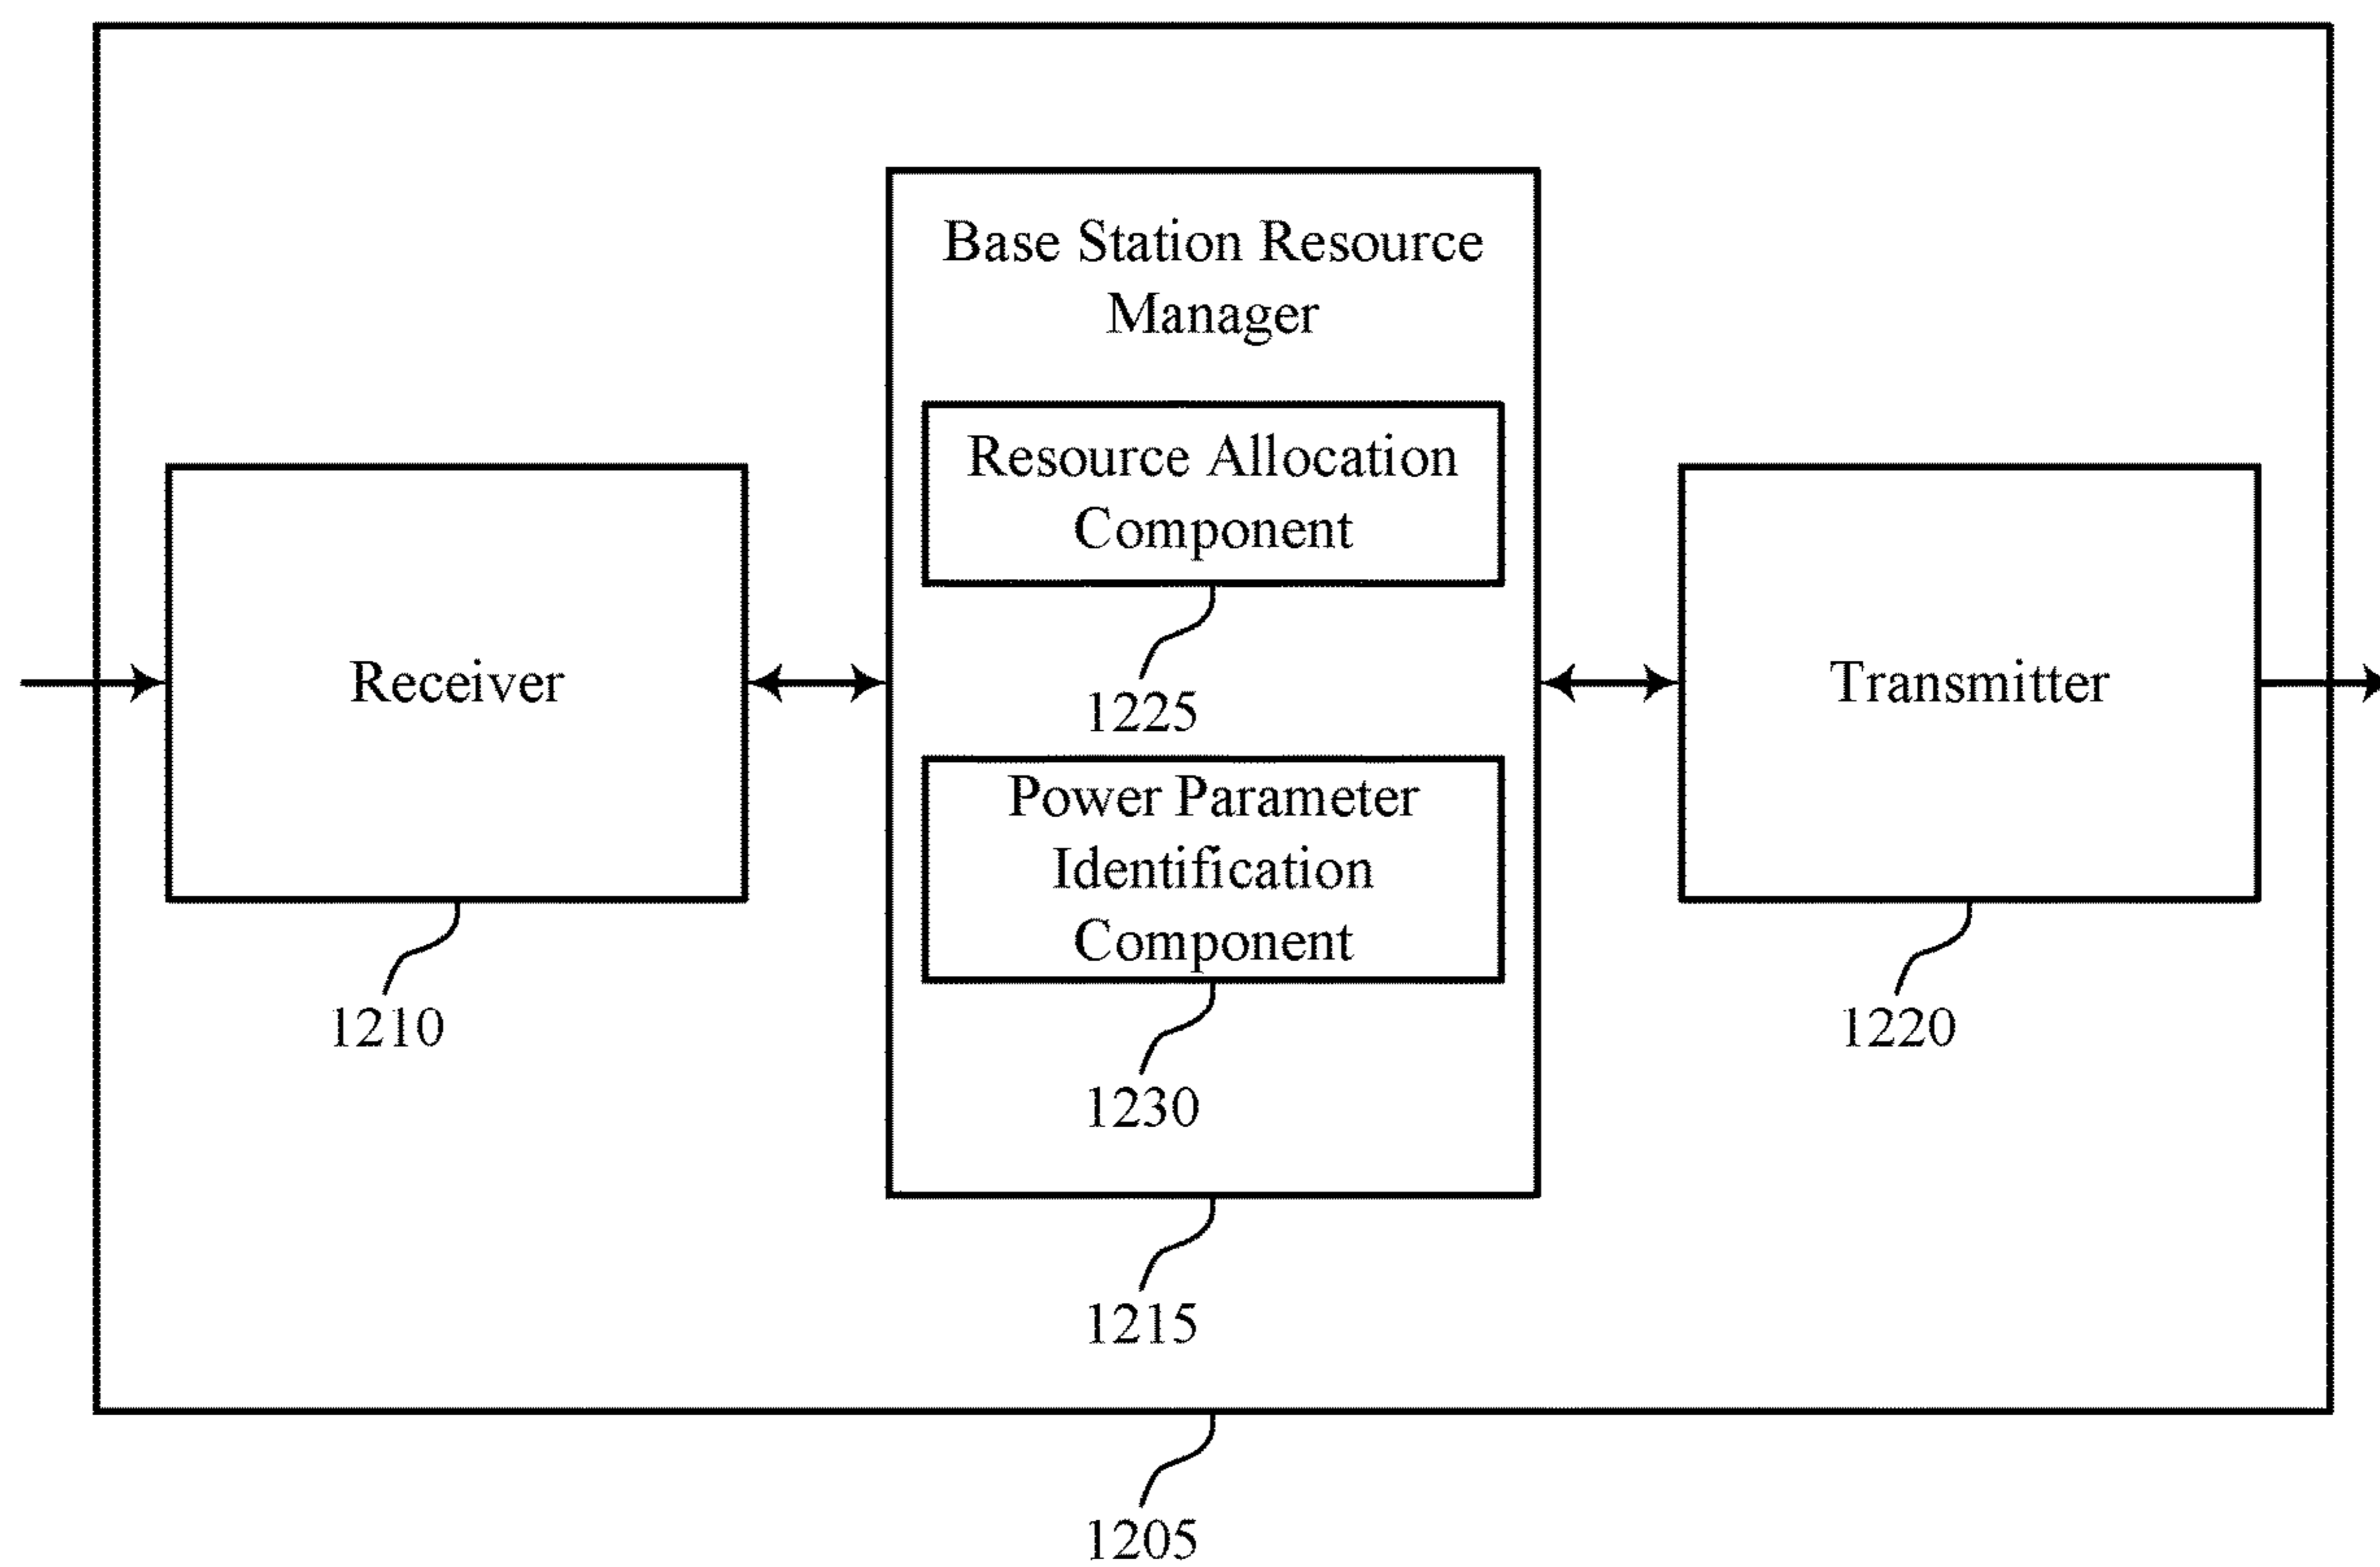 Base Station Resource
Manager
Resource Allocation
Component
1225
Receiver
1210
Power Parameter
Identification
Component
1230
Transmitter
1220
1215
1205